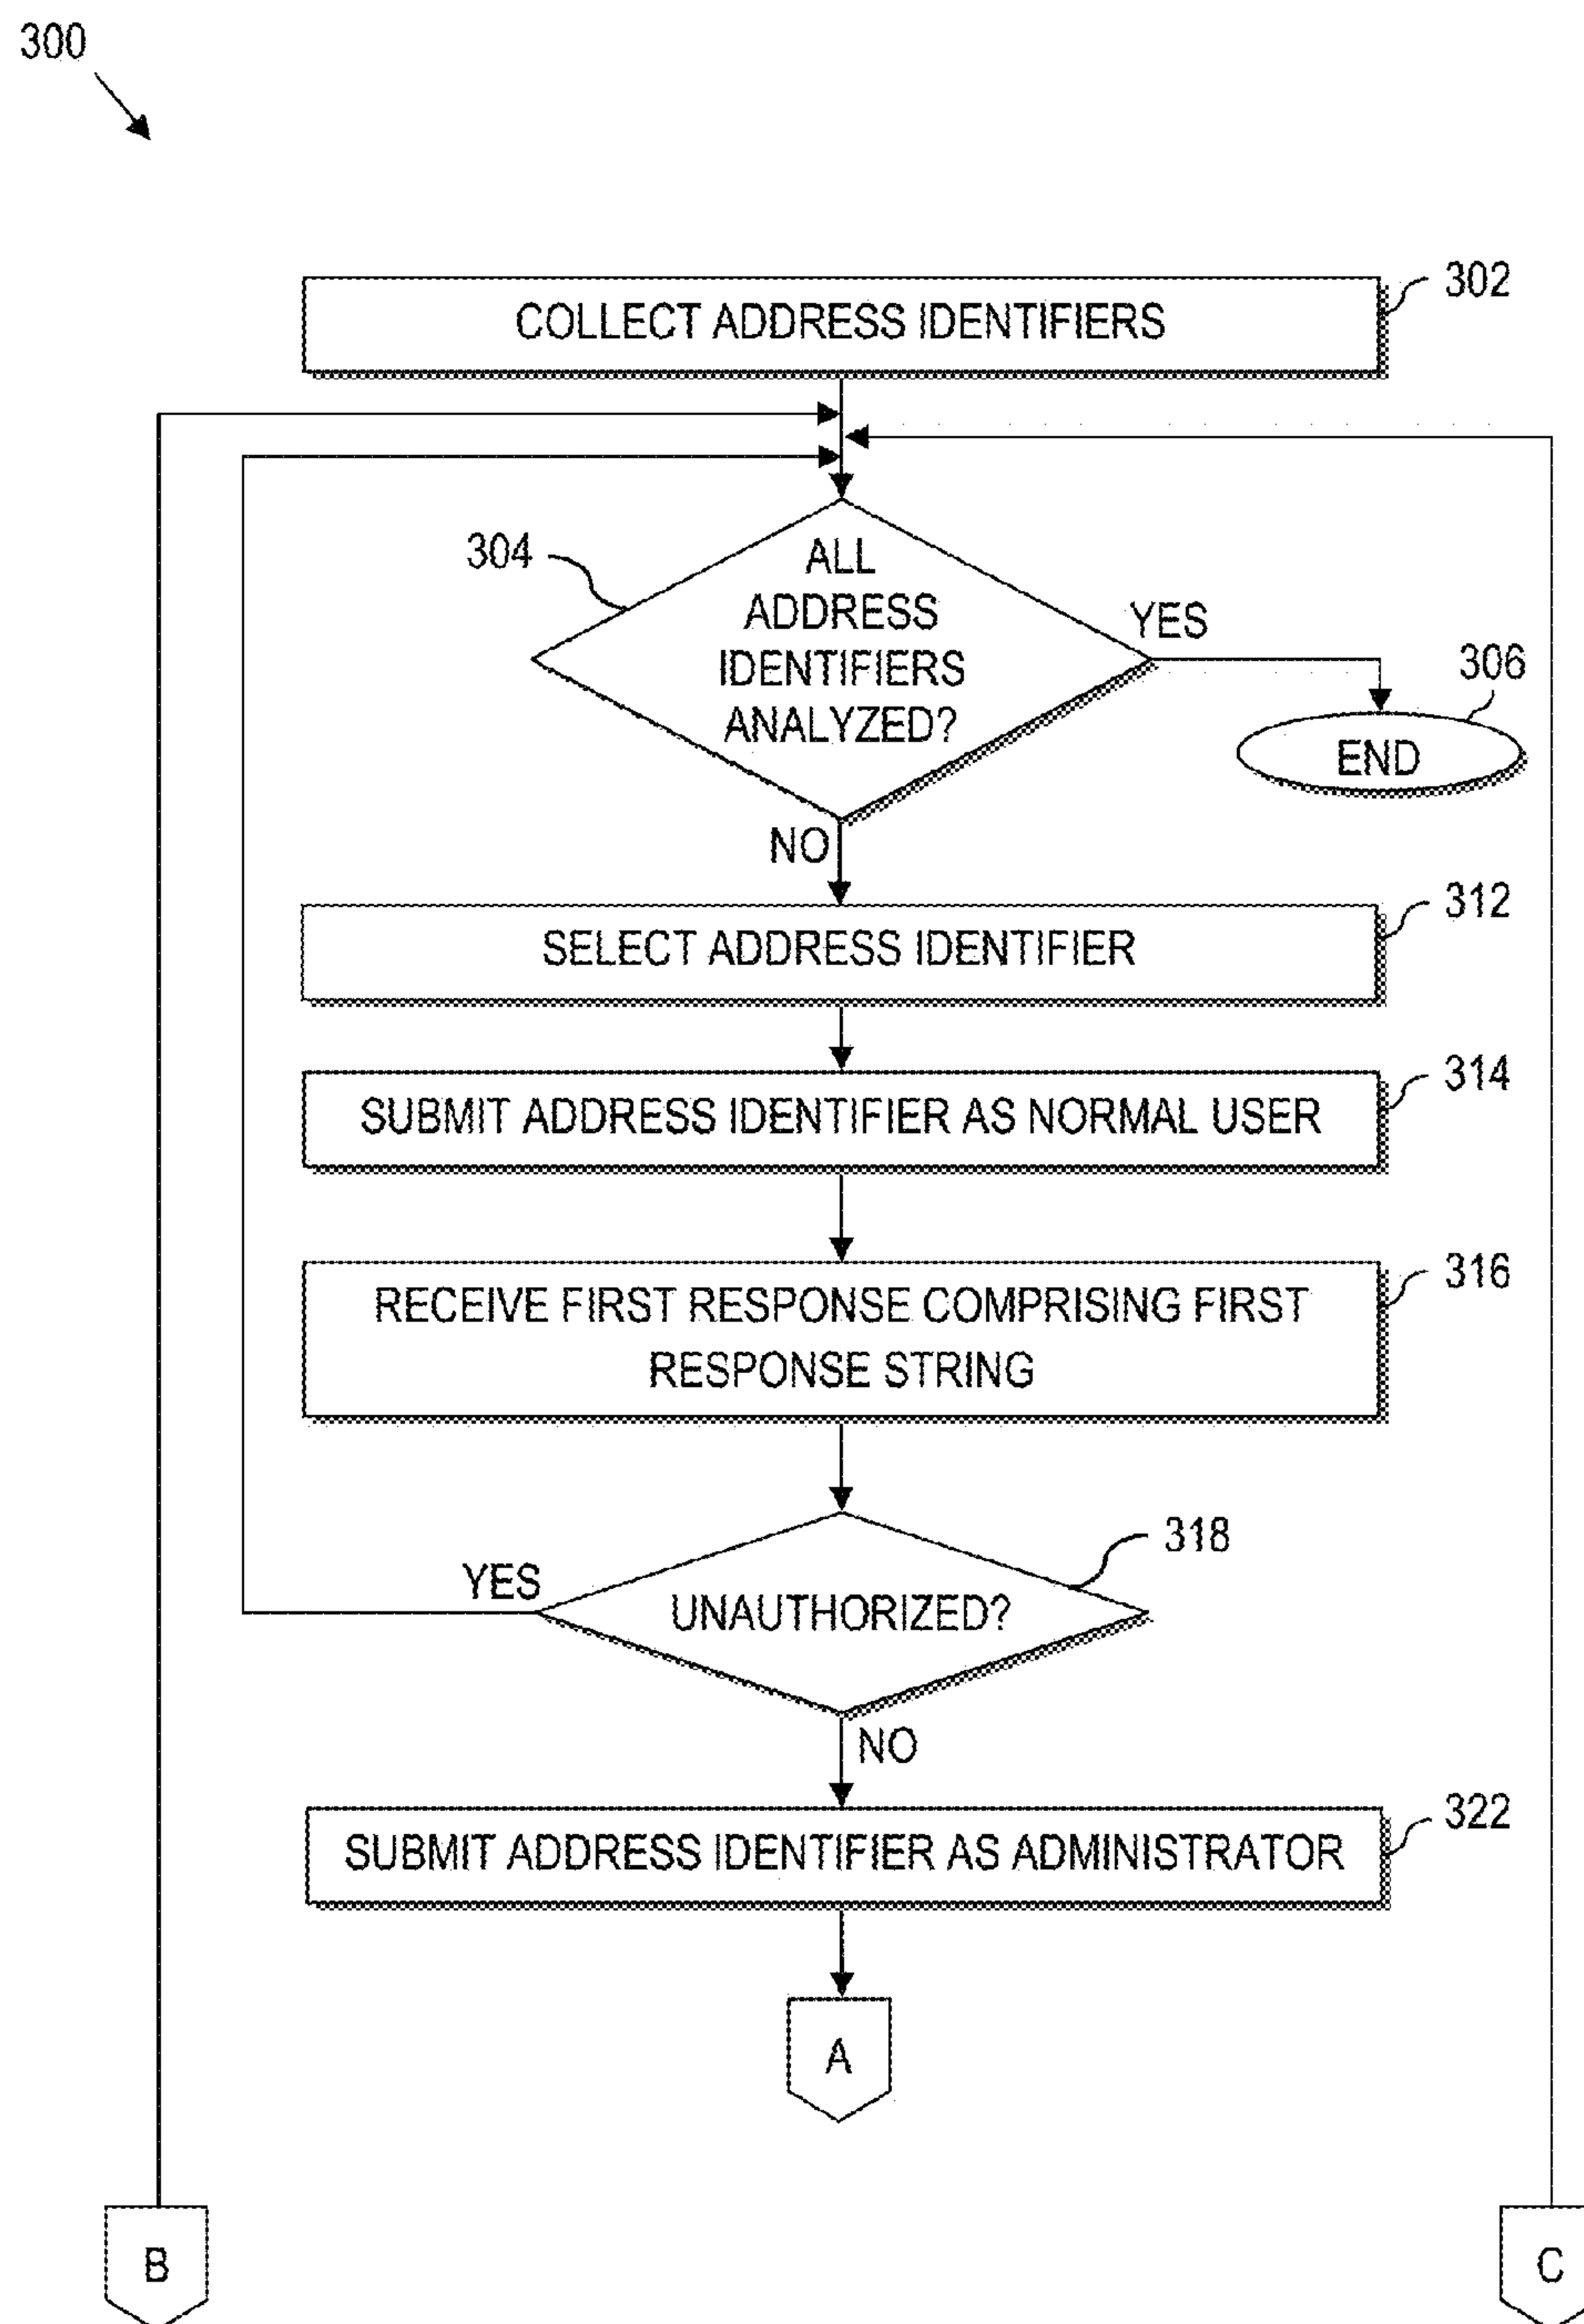 300
COLLECT ADDRESS IDENTIFIERS
302
304
ALL
ADDRESS
IDENTIFIERS
ANALYZED?
YES
306
END
NO
SELECT ADDRESS IDENTIFIER
312
SUBMIT ADDRESS IDENTIFIER AS NORMAL USER
314
RECEIVE FIRST RESPONSE COMPRISING FIRST
RESPONSE STRING
316
318
YES
UNAUTHORIZED?
NO
SUBMIT ADDRESS IDENTIFIER AS ADMINISTRATOR
322
A
B
C